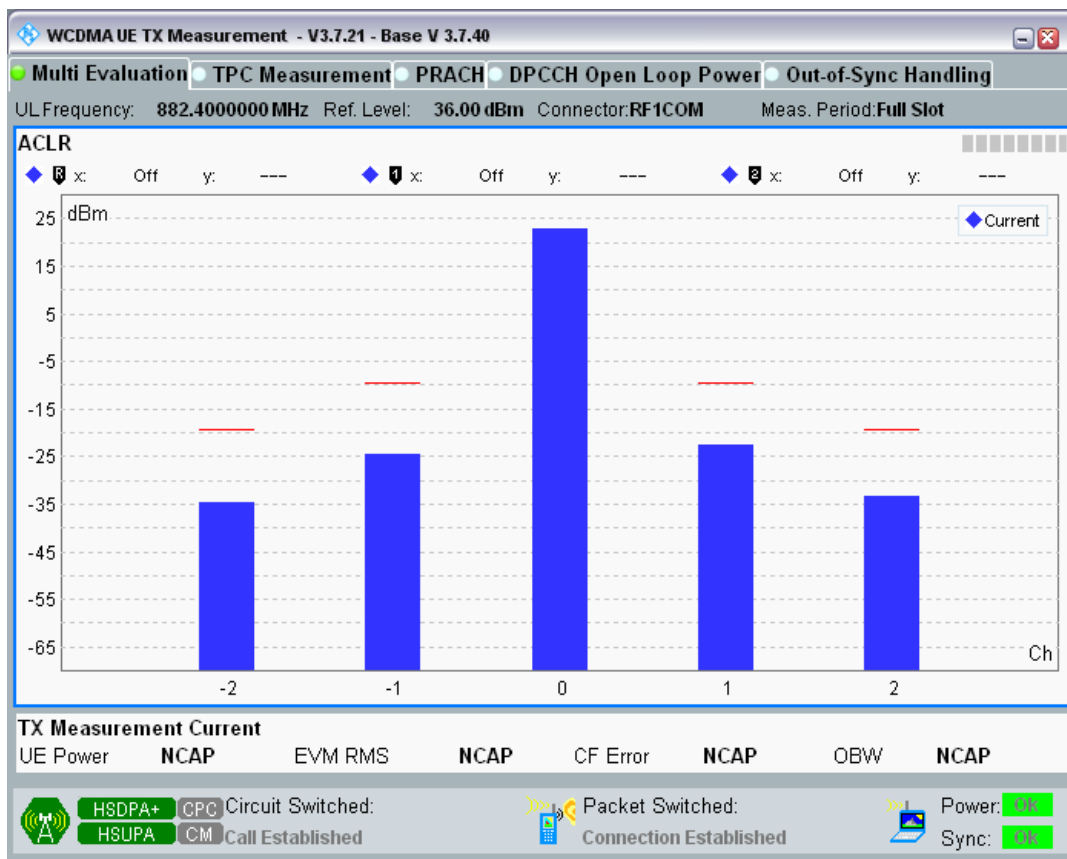 WCDMA UE TX Measurement - V3.7.21 - Base V 3.7.40
Multi Evaluation TPC Measurement PRACH DPCCH Open Loop Power Out-of-Sync Handling
UL Frequency: 882.4000000 MHz Ref. Level: 36.00 dBm Connector:RF1COM Meas. Period:Full Slot
ACLR
R x: Off y: --- 1 x: Off y: --- 2 x: Off y: ---
dBm
Current
25
15
5
-5
-15
-25
-35
-45
-55
-65
Ch
-2 -1 0 1 2
TX Measurement Current
UE Power NCAP EVM RMS NCAP CF Error NCAP OBW NCAP
HSDPA+ CPC Circuit Switched: Packet Switched: Power: OK
HSUPA CM Call Established Connection Established Sync: OK